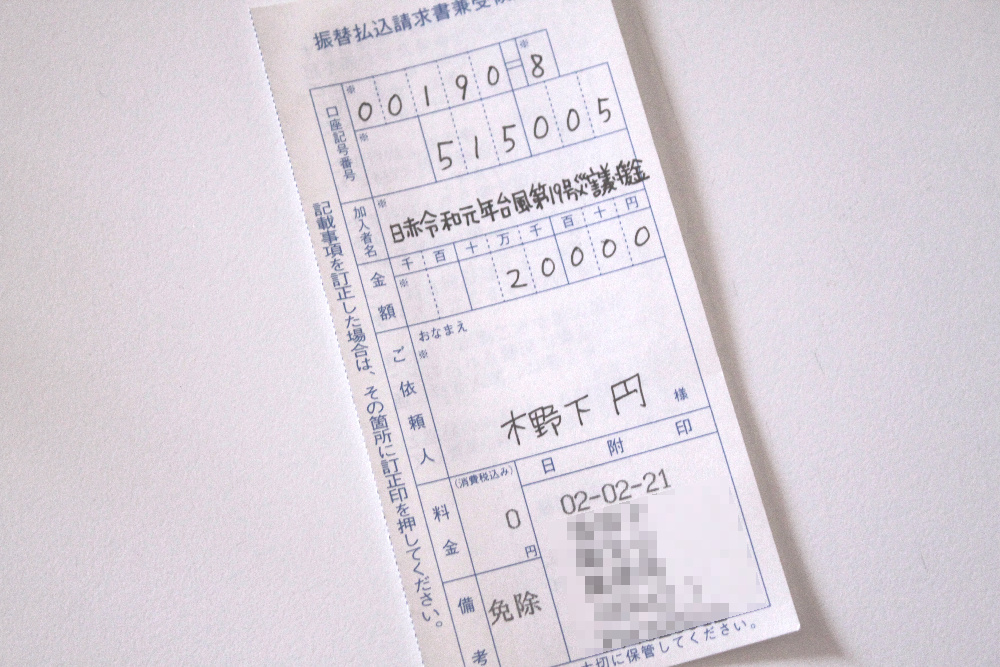 振替払込請求書兼受領
口座記号番号
※ 00190 ※ 8
※ 515005
加入者名
※ 日赤令和元年台風第19号災害義援金
金額
千 百 十 万 千 百 十 円
※ 20000
ご依頼人
おなまえ
※
木野下 円 様
料金
(消費税込み)
0
円
日 附 印
02-02-21
備考
免除
記載事項を訂正した場合は、その箇所に訂正印を押してください。
切に保管してください。